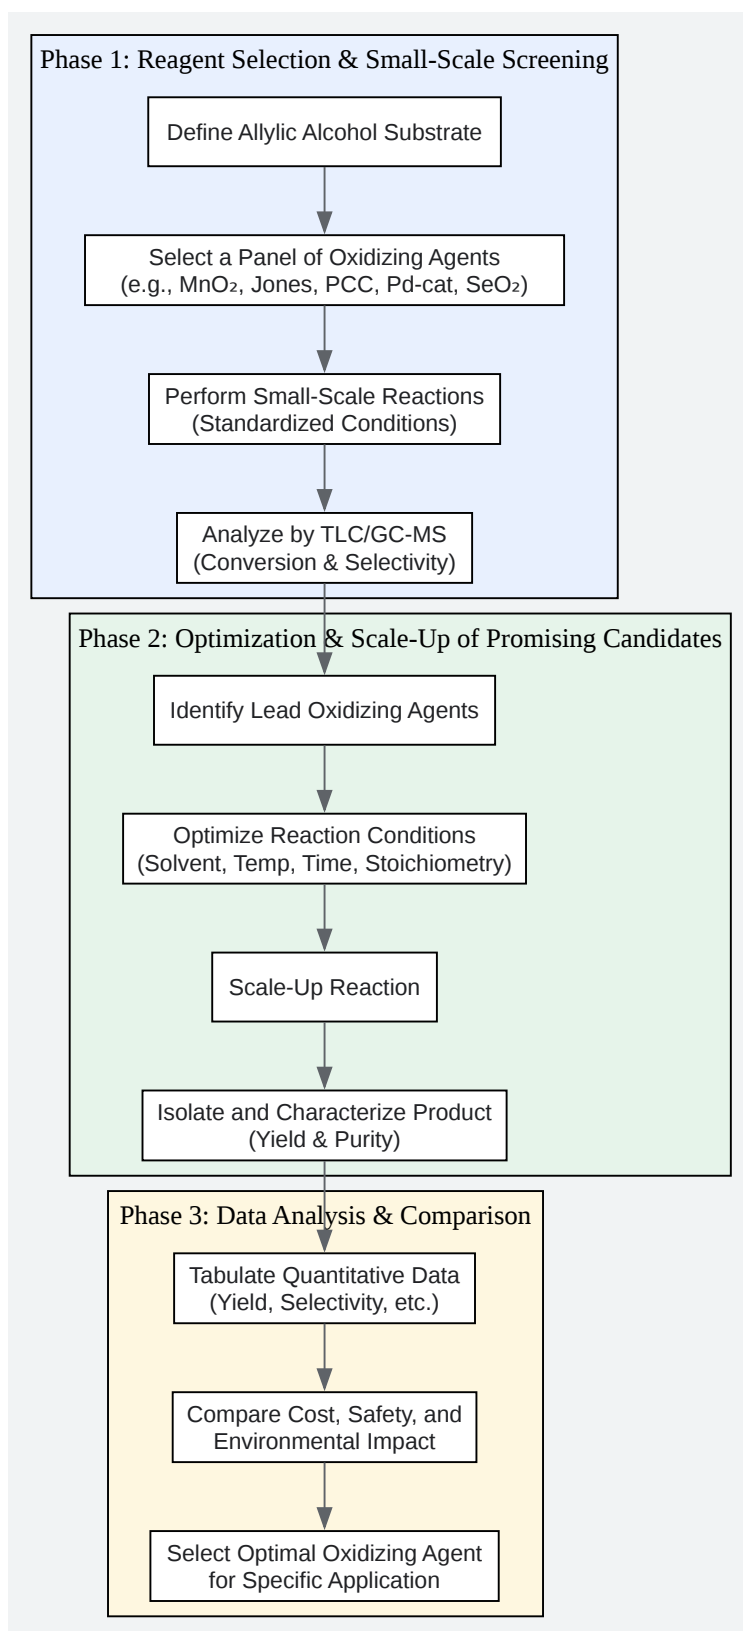 Phase 1: Reagent Selection & Small-Scale Screening
Define Allylic Alcohol Substrate
Select a Panel of Oxidizing Agents
(e.g., MnO₂, Jones, PCC, Pd-cat, SeO₂)
Perform Small-Scale Reactions
(Standardized Conditions)
Analyze by TLC/GC-MS
(Conversion & Selectivity)
Phase 2: Optimization & Scale-Up of Promising Candidates
Identify Lead Oxidizing Agents
Optimize Reaction Conditions
(Solvent, Temp, Time, Stoichiometry)
Scale-Up Reaction
Isolate and Characterize Product
(Yield & Purity)
Phase 3: Data Analysis & Comparison
Tabulate Quantitative Data
(Yield, Selectivity, etc.)
Compare Cost, Safety, and
Environmental Impact
Select Optimal Oxidizing Agent
for Specific Application